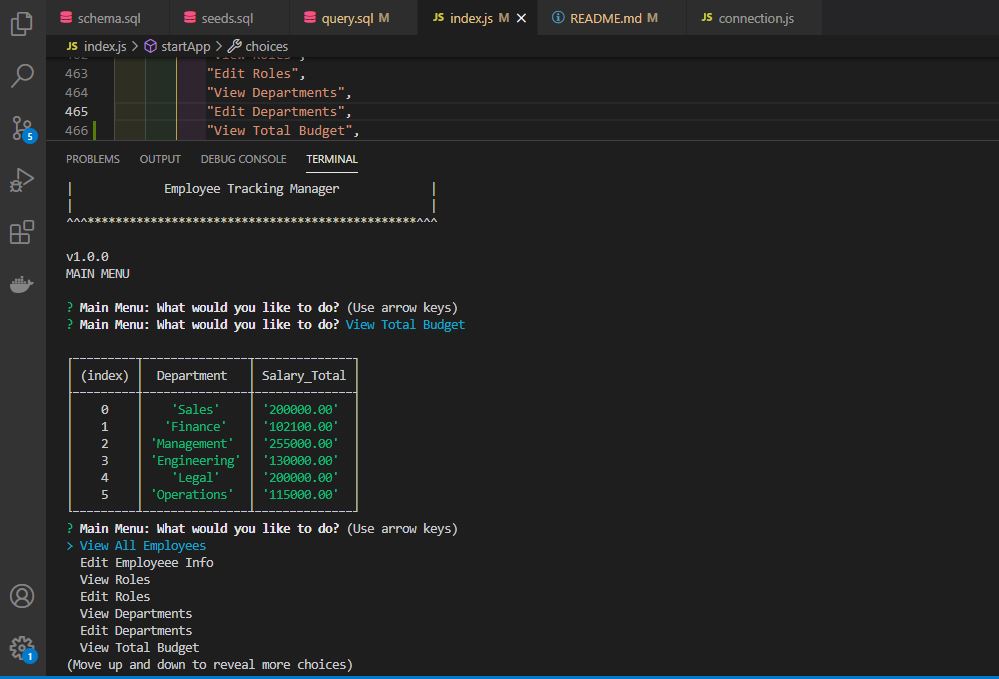 schema.sql seeds.sql query.sql M JS index.js M × README.md M JS connection.js
JS index.js > startApp > choices
463 "Edit Roles",
464 "View Departments",
465 "Edit Departments",
466 "View Total Budget",
PROBLEMS OUTPUT DEBUG CONSOLE TERMINAL
| Employee Tracking Manager |
| |
^^^***********************************************^^^
v1.0.0
MAIN MENU
? Main Menu: What would you like to do? (Use arrow keys)
? Main Menu: What would you like to do? View Total Budget
(index) Department Salary_Total
0 'Sales' '200000.00'
1 'Finance' '102100.00'
2 'Management' '255000.00'
3 'Engineering' '130000.00'
4 'Legal' '200000.00'
5 'Operations' '115000.00'
? Main Menu: What would you like to do? (Use arrow keys)
> View All Employees
Edit Employeee Info
View Roles
Edit Roles
View Departments
Edit Departments
View Total Budget
(Move up and down to reveal more choices)
5
1